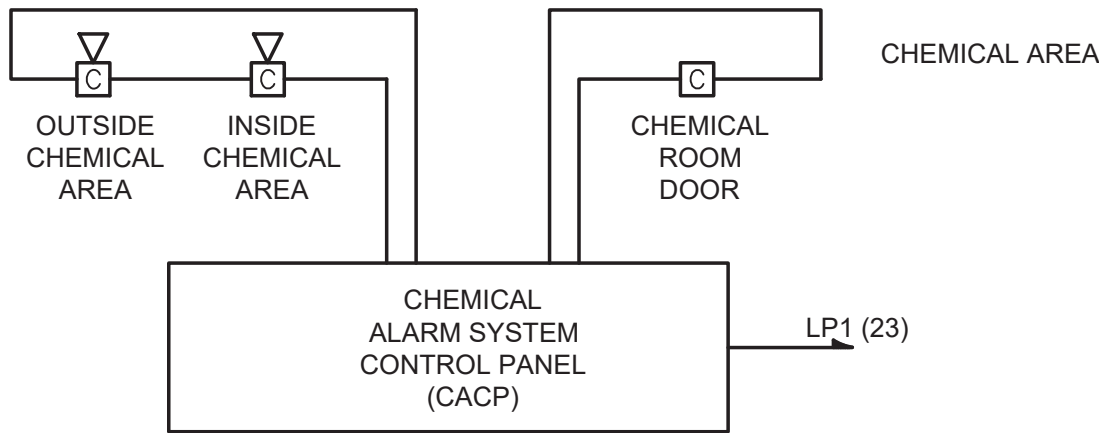 CHEMICAL AREA
C
C
C
OUTSIDE
CHEMICAL
AREA
INSIDE
CHEMICAL
AREA
CHEMICAL
ROOM
DOOR
CHEMICAL
ALARM SYSTEM
CONTROL PANEL
(CACP)
LP1 (23)